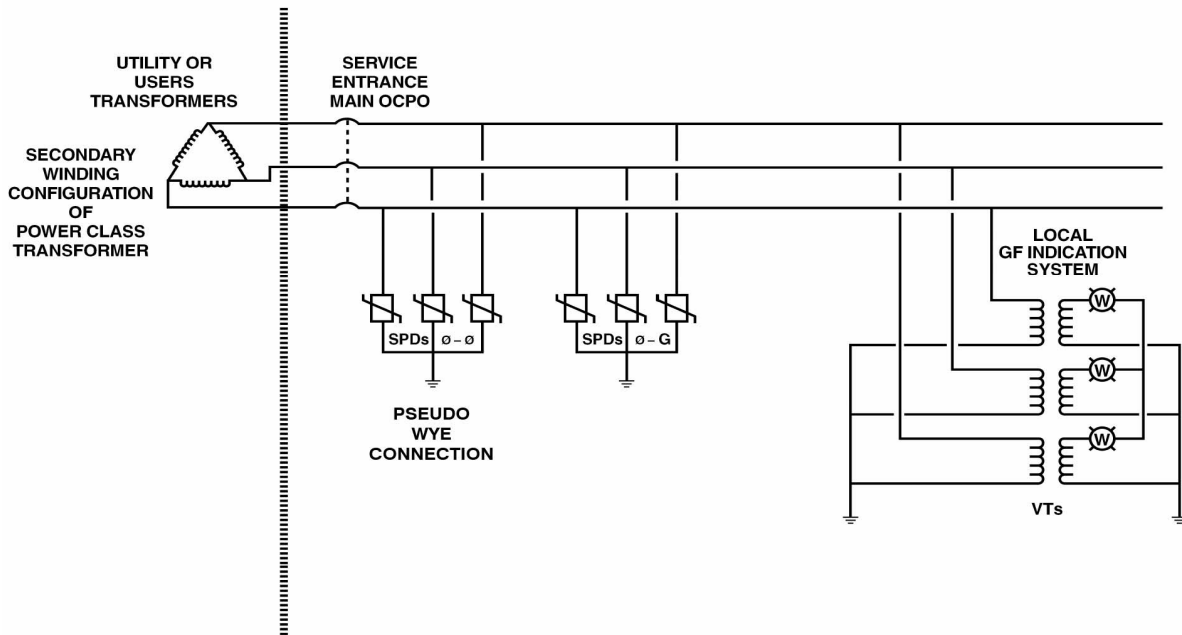 UTILITY OR
USERS
TRANSFORMERS
SERVICE
ENTRANCE
MAIN OCPO
SECONDARY
WINDING
CONFIGURATION
OF
POWER CLASS
TRANSFORMER
LOCAL
GF INDICATION
SYSTEM
W
SPDs Ø – Ø
SPDs Ø – G
W
PSEUDO
WYE
CONNECTION
W
VTs